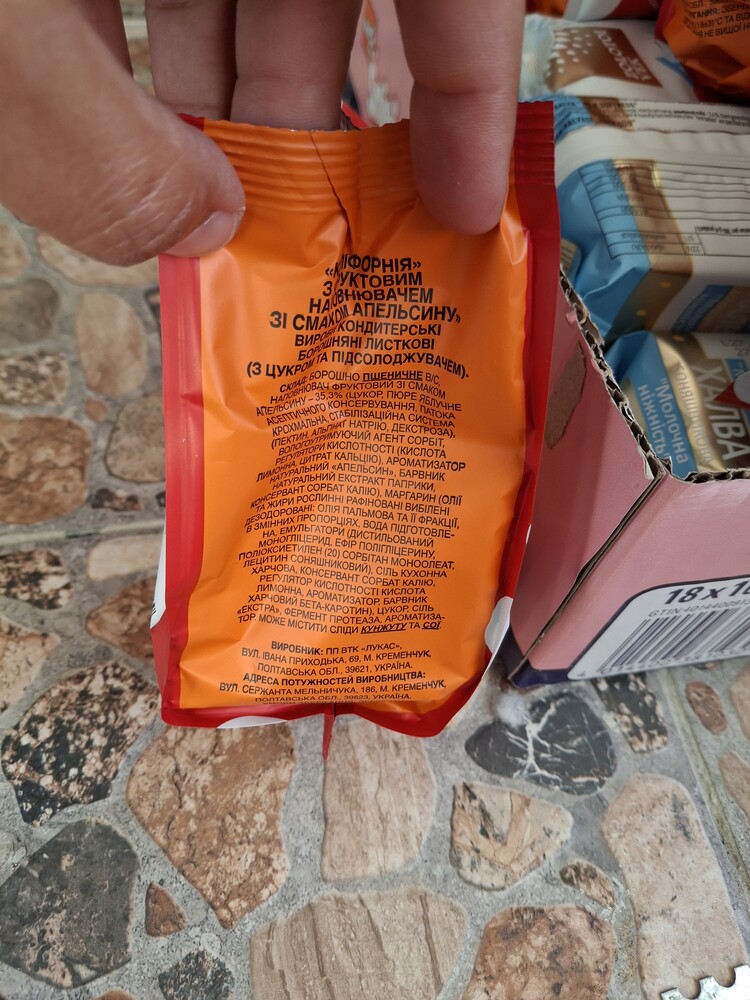 ФРУКТОВИМ
НАПОВНЮВАЧЕМ
ЗІ СМАКОМ АПЕЛЬСИНУ»
ВИРОБИ КОНДИТЕРСЬКІ
БОРОШНЯНІ ЛИСТКОВІ
(З ЦУКРОМ ТА ПІДСОЛОДЖУВАЧЕМ).
СКЛАД: БОРОШНО ПШЕНИЧНЕ В/С,
НАПОВНЮВАЧ ФРУКТОВИЙ ЗІ СМАКОМ
АПЕЛЬСИНУ – 35,3% (ЦУКОР, ПЮРЕ ЯБЛУЧНЕ
АСЕПТИЧНОГО КОНСЕРВУВАННЯ, ПАТОКА
КРОХМАЛЬНА, СТАБІЛІЗАЦІЙНА СИСТЕМА
(ПЕКТИН, АЛЬГІНАТ НАТРІЮ, ДЕКСТРОЗА),
ВОЛОГОУТРИМУЮЧИЙ АГЕНТ СОРБІТ,
РЕГУЛЯТОРИ КИСЛОТНОСТІ (КИСЛОТА
ЛИМОННА, ЦИТРАТ КАЛЬЦІЮ), АРОМАТИЗАТОР
НАТУРАЛЬНИЙ «АПЕЛЬСИН», БАРВНИК
НАТУРАЛЬНИЙ ЕКСТРАКТ ПАПРИКИ,
КОНСЕРВАНТ СОРБАТ КАЛІЮ), МАРГАРИН (ОЛІЇ
ТА ЖИРИ РОСЛИННІ РАФІНОВАНІ ВИБІЛЕНІ
ДЕЗОДОРОВАНІ: ОЛІЯ ПАЛЬМОВА ТА ЇЇ ФРАКЦІЇ,
В ЗМІННИХ ПРОПОРЦІЯХ, ВОДА ПІДГОТОВЛЕ-
НА, ЕМУЛЬГАТОРИ (ДИСТИЛЬОВАНИЙ
МОНОГЛІЦЕРИД, ЕФІР ПОЛІГЛІЦЕРИНУ,
ПОЛІОКСИЕТИЛЕН (20) СОРБІТАН МОНООЛЕАТ,
ЛЕЦИТИН СОНЯШНИКОВИЙ), СІЛЬ КУХОННА
ХАРЧОВА, КОНСЕРВАНТ СОРБАТ КАЛІЮ,
РЕГУЛЯТОР КИСЛОТНОСТІ КИСЛОТА
ЛИМОННА, АРОМАТИЗАТОР, БАРВНИК
ХАРЧОВИЙ БЕТА-КАРОТИН), ЦУКОР, СІЛЬ
«ЕКСТРА», ФЕРМЕНТ ПРОТЕАЗА, АРОМАТИЗА-
ТОР. МОЖЕ МІСТИТИ СЛІДИ КУНЖУТУ ТА СОЇ.
ВИРОБНИК: ПП ВТК «ЛУКАС»,
ВУЛ. ІВАНА ПРИХОДЬКА, 69, М. КРЕМЕНЧУК,
ПОЛТАВСЬКА ОБЛ., 39621, УКРАЇНА.
АДРЕСА ПОТУЖНОСТЕЙ ВИРОБНИЦТВА:
ВУЛ. СЕРЖАНТА МЕЛЬНИЧУКА, 186, М. КРЕМЕНЧУК,
ПОЛТАВСЬКА ОБЛ., 39623, УКРАЇНА.
ХАЛВА
"Молочна
ніжність"
18 x